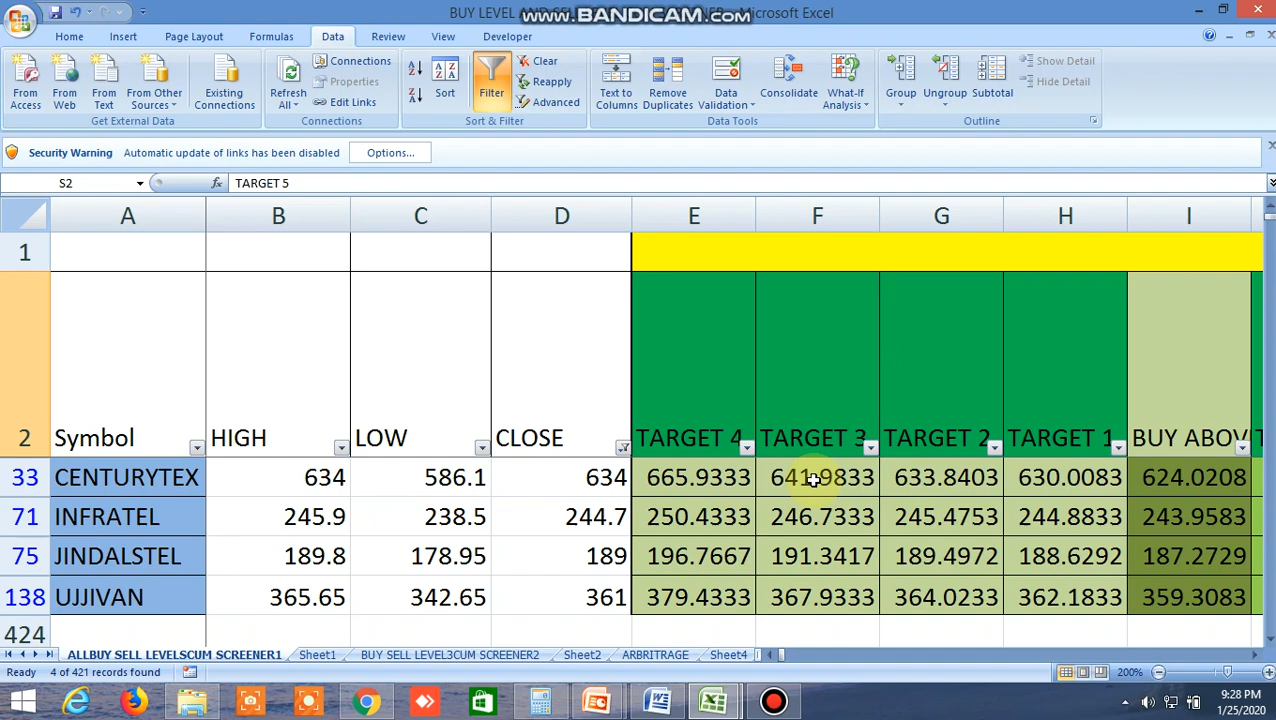 BUY LEVEL AND
WWW.BANDICAM.COM
- Microsoft Excel
Home Insert Page Layout Formulas Data Review View Developer
From Access
From Web
From Text
From Other Sources
Existing Connections
Get External Data
Refresh All
Connections
Properties
Edit Links
Connections
Sort
Filter
Clear
Reapply
Advanced
Sort & Filter
Text to Columns
Remove Duplicates
Data Validation
Consolidate
What-If Analysis
Data Tools
Group
Ungroup
Subtotal
Show Detail
Hide Detail
Outline
Security Warning Automatic update of links has been disabled Options...
S2 fx TARGET 5
A B C D E F G H I
1
2 Symbol HIGH LOW CLOSE TARGET 4 TARGET 3 TARGET 2 TARGET 1 BUY ABOV
33 CENTURYTEX 634 586.1 634 665.9333 641.9833 633.8403 630.0083 624.0208
71 INFRATEL 245.9 238.5 244.7 250.4333 246.7333 245.4753 244.8833 243.9583
75 JINDALSTEL 189.8 178.95 189 196.7667 191.3417 189.4972 188.6292 187.2729
138 UJJIVAN 365.65 342.65 361 379.4333 367.9333 364.0233 362.1833 359.3083
424
ALLBUY SELL LEVELSCUM SCREENER1 Sheet1 BUY SELL LEVEL3CUM SCREENER2 Sheet2 ARBRITRAGE Sheet4
Ready 4 of 421 records found 200%
9:28 PM
1/25/2020